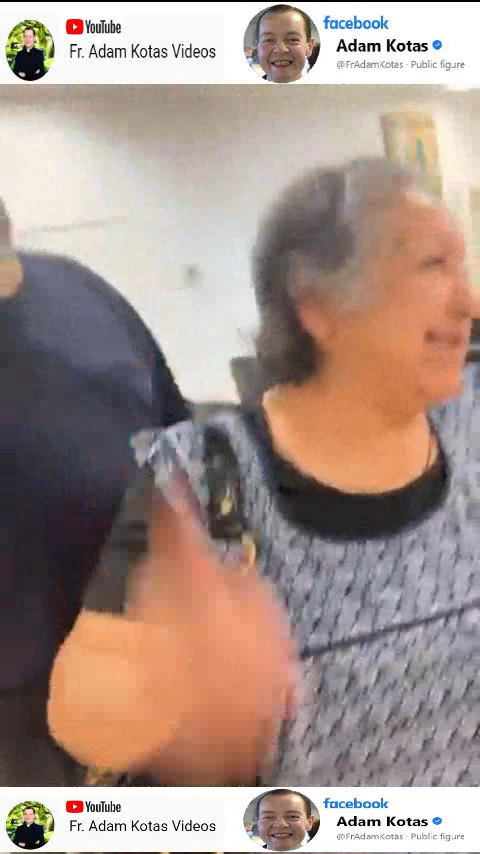 YouTube
Fr. Adam Kotas Videos
facebook
Adam Kotas
@FrAdamKotas · Public figure
YouTube
Fr. Adam Kotas Videos
facebook
Adam Kotas
@FrAdamKotas · Public figure